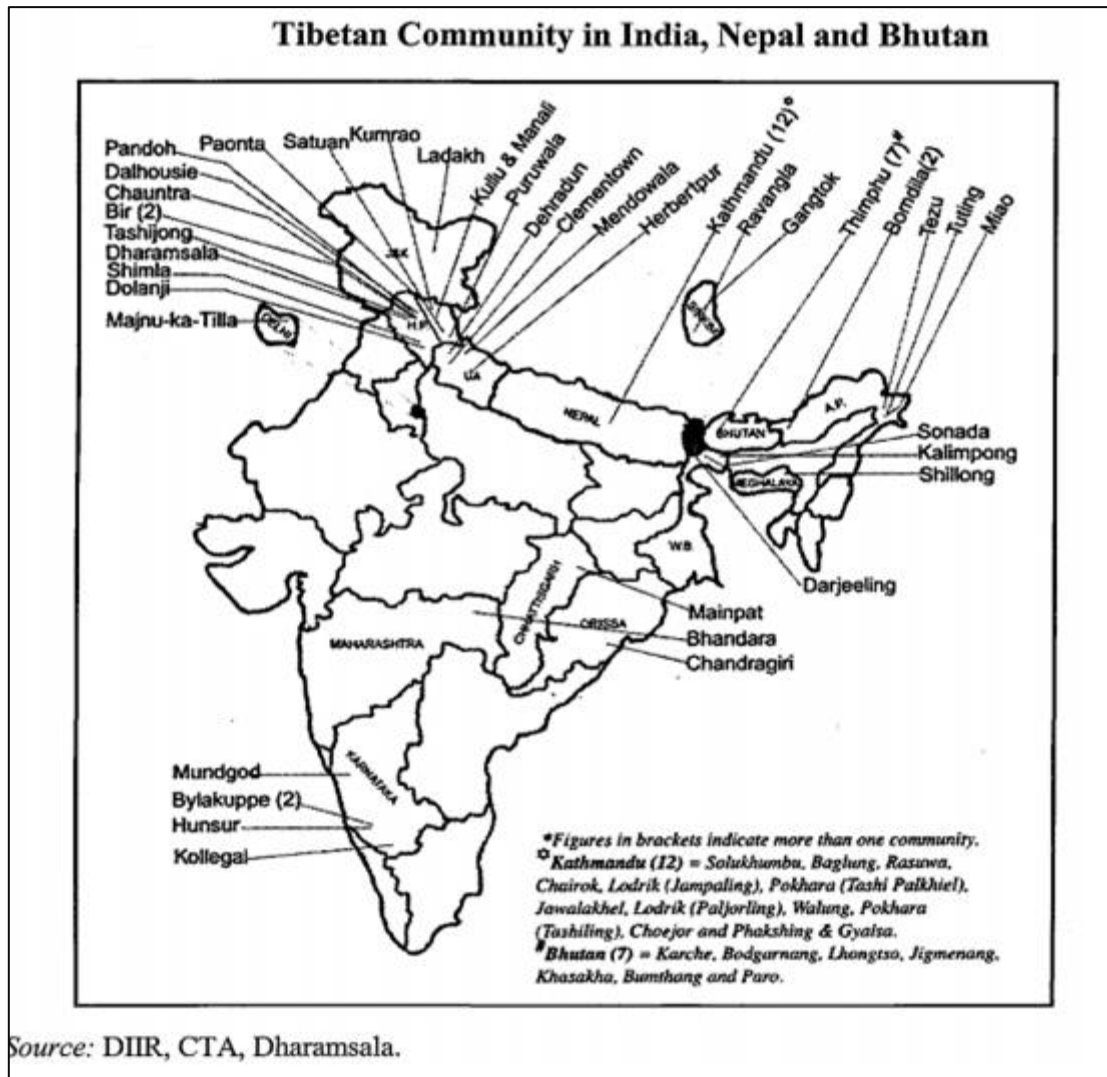 Tibetan Community in India, Nepal and Bhutan
Pandoh
Dalhousie
Chauntra
Bir (2)
Tashijong
Dharamsala
Shimla
Dolanji
Majnu-ka-Tilla
Paonta
Satuan
Kumrao
Ladakh
Kullu & Manali
Puruwala
Dehradun
Clementown
Mendowala
Herbertpur
Kathmandu (12)✡
Ravangla
Gangtok
Thimphu (7)#
Bomdila(2)
Tezu
Tuting
Miao
J&K
H.P.
DELHI
UA
NEPAL
SIKKIM
BHUTAN
A.P.
MEGHALAYA
Sonada
Kalimpong
Shillong
W.B.
Darjeeling
CHHATTISGARH
ORISSA
MAHARASHTRA
Mainpat
Bhandara
Chandragiri
KARNATAKA
Mundgod
Bylakuppe (2)
Hunsur
Kollegal
*Figures in brackets indicate more than one community.
✡Kathmandu (12) = Solukhumbu, Baglung, Rasuwa,
Chairok, Lodrik (Jampaling), Pokhara (Tashi Palkhiel),
Jawalakhel, Lodrik (Paljorling), Walung, Pokhara
(Tashiling), Choejor and Phakshing & Gyalsa.
#Bhutan (7) = Karche, Bodgarnang, Lhongtso, Jigmenang,
Khasakha, Bumthang and Paro.
Source: DIIR, CTA, Dharamsala.